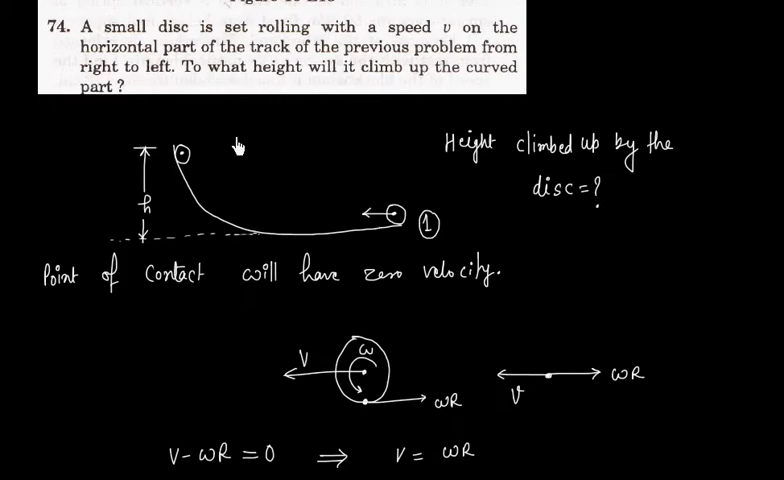 74. A small disc is set rolling with a speed v on the
horizontal part of the track of the previous problem from
right to left. To what height will it climb up the curved
part ?
Height climbed up by the
disc = ?
h
1
Point of contact will have zero velocity.
V
ω
ωR
V
ωR
V - ωR = 0 ⇒ V = ωR